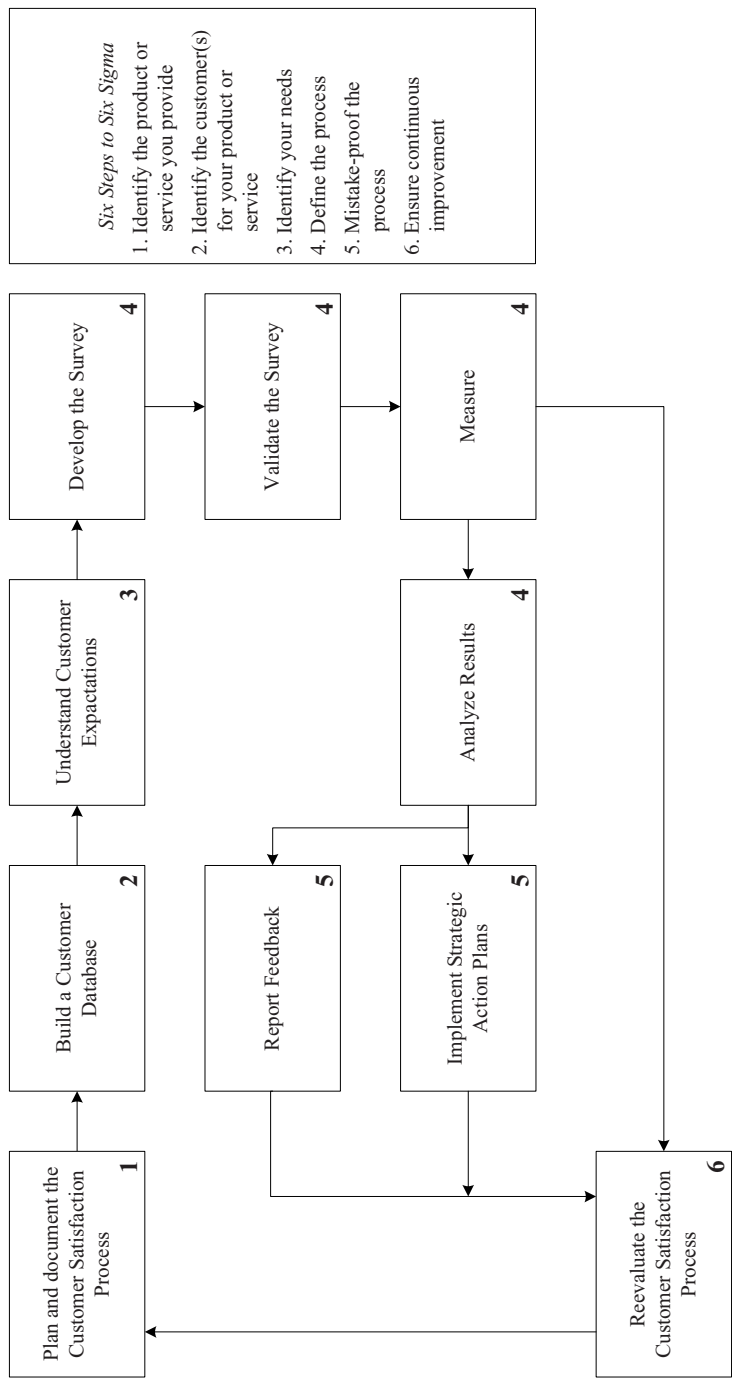 Plan and document the
Customer Satisfaction
Process
1
Build a Customer
Database
2
Understand Customer
Expactations
3
Develop the Survey
4
Six Steps to Six Sigma
1. Identify the product or
service you provide
2. Identify the customer(s)
for your product or
service
3. Identify your needs
4. Define the process
5. Mistake-proof the
process
6. Ensure continuous
improvement
Report Feedback
5
Validate the Survey
4
Implement Strategic
Action Plans
5
Analyze Results
4
Measure
4
Reevaluate the
Customer Satisfaction
Process
6